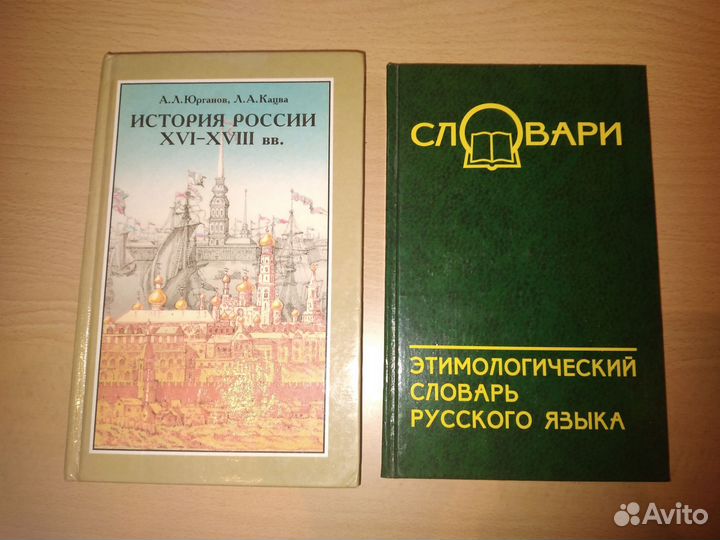 А.Л.Юрганов, Л.А.Кацва
ИСТОРИЯ РОССИИ
XVI–XVIII вв.
СЛОВАРИ
ЭТИМОЛОГИЧЕСКИЙ
СЛОВАРЬ
РУССКОГО ЯЗЫКА
Avito